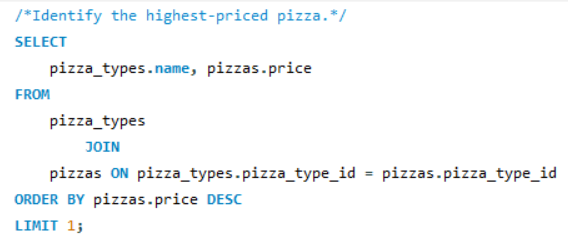 /*Identify the highest-priced pizza.*/
SELECT
    pizza_types.name, pizzas.price
FROM
    pizza_types
        JOIN
    pizzas ON pizza_types.pizza_type_id = pizzas.pizza_type_id
ORDER BY pizzas.price DESC
LIMIT 1;